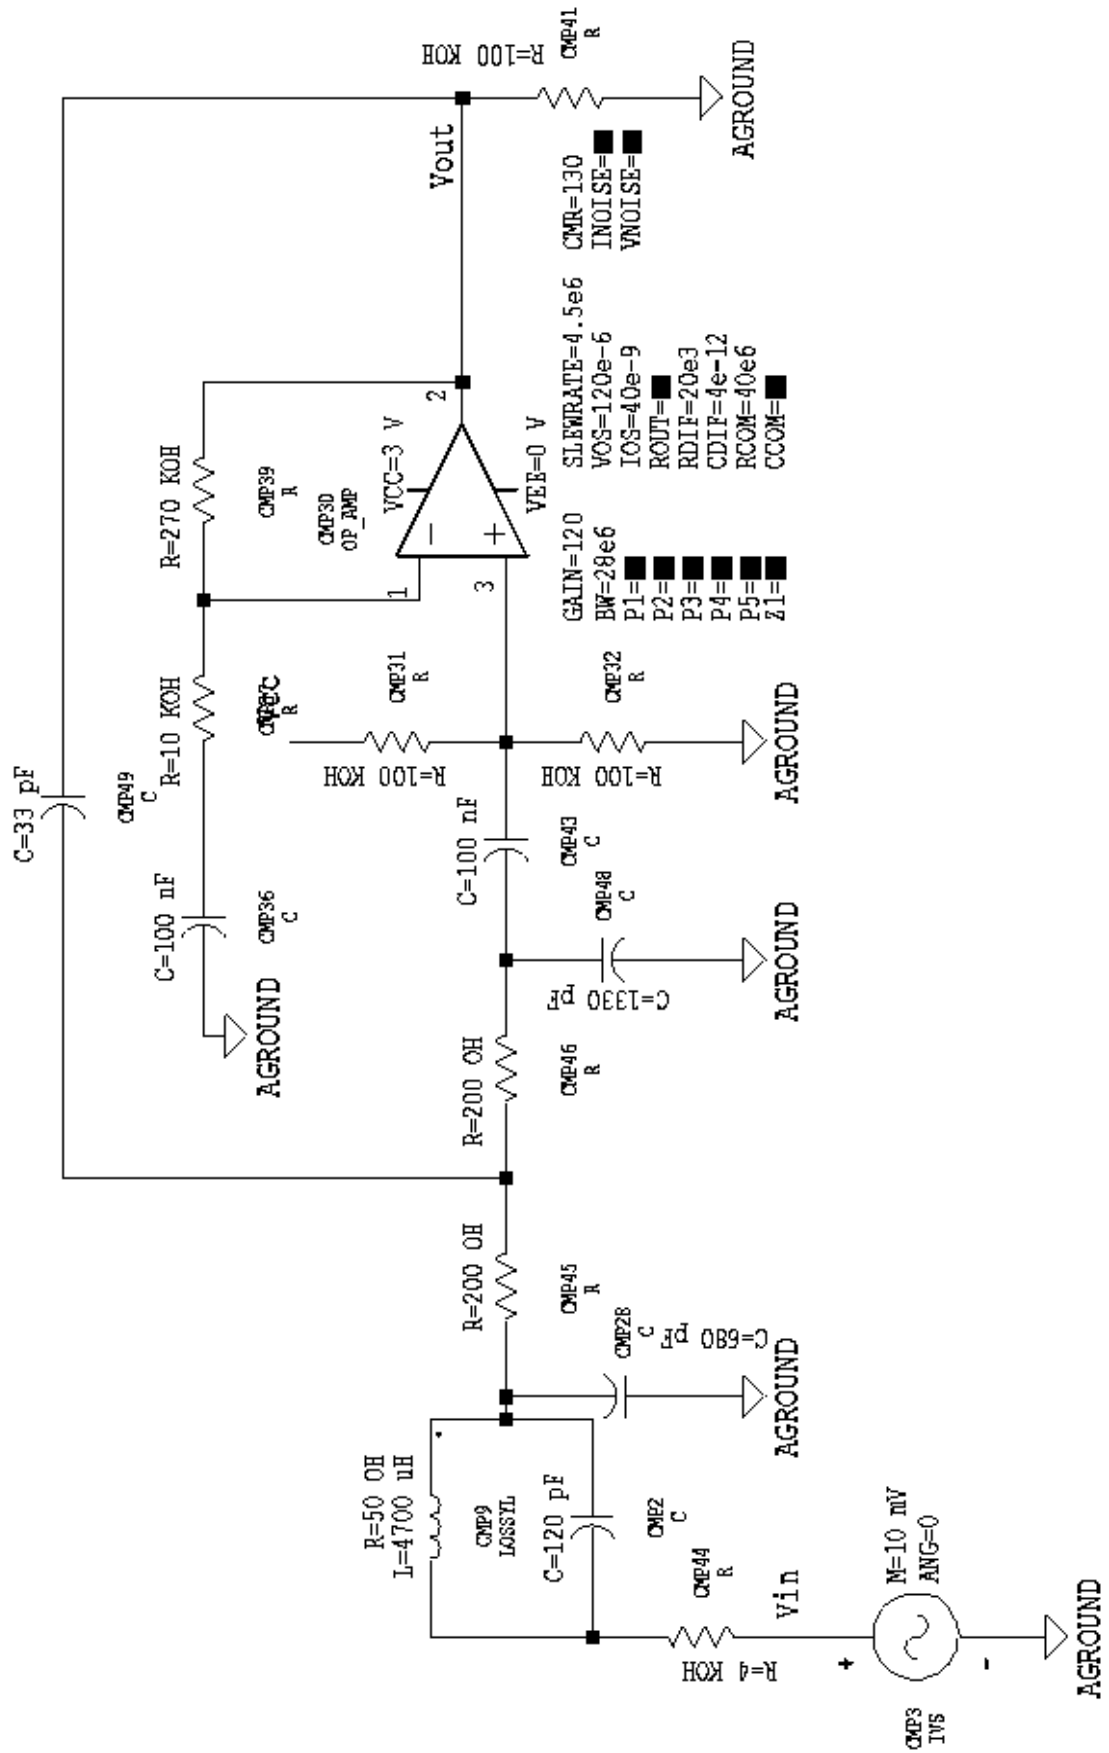 C=33 pF
CMP49
C
R=270 KOH
CMP39
R
R=10 KOH
R
C=100 nF
CMP36
C
AGROUND
R=100 KOH
CMP41
R
AGROUND
Vout
VCC=3 V
CMP30
OP_AMP
VEE=0 V
1
2
3
GAIN=120
BW=28e6
P1=■
P2=■
P3=■
P4=■
P5=■
Z1=■
SLEWRATE=4.5e6
VOS=120e-6
IOS=40e-9
ROUT=■
RDIF=20e3
CDIF=4e-12
RCOM=40e6
CCOM=■
CMR=130
INOISE=■
VNOISE=■
R=100 KOH
CMP31
R
R=100 KOH
CMP32
R
AGROUND
C=100 nF
CMP43
C
C=1330 pF
CMP48
C
AGROUND
R=200 OH
CMP46
R
R=200 OH
CMP45
R
C=680 pF
CMP28
C
AGROUND
R=50 OH
L=4700 uH
CMP9
LOSSYL
C=120 pF
CMP2
C
R=4 KOH
CMP44
R
Vin
M=10 mV
ANG=0
+
-
CMP3
IVS
AGROUND